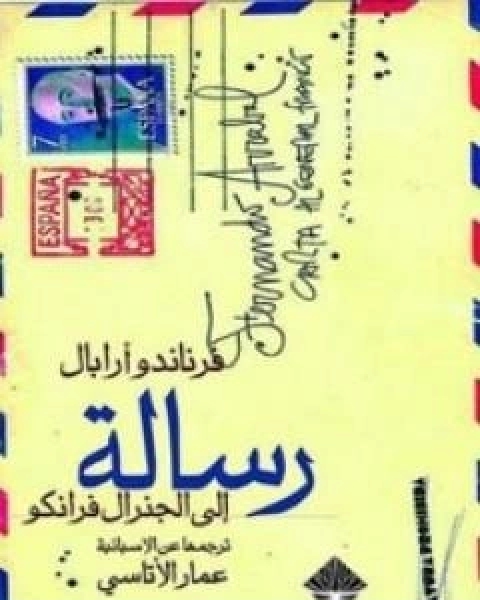 7
ESPAÑA
ESPAÑA
Fernando Arrabal
CARTA AL GENERAL FRANCO
فرناندو أرابال
رسالة
إلى الجنرال فرانكو
ترجمها عن الإسبانية
عمار الأتاسي